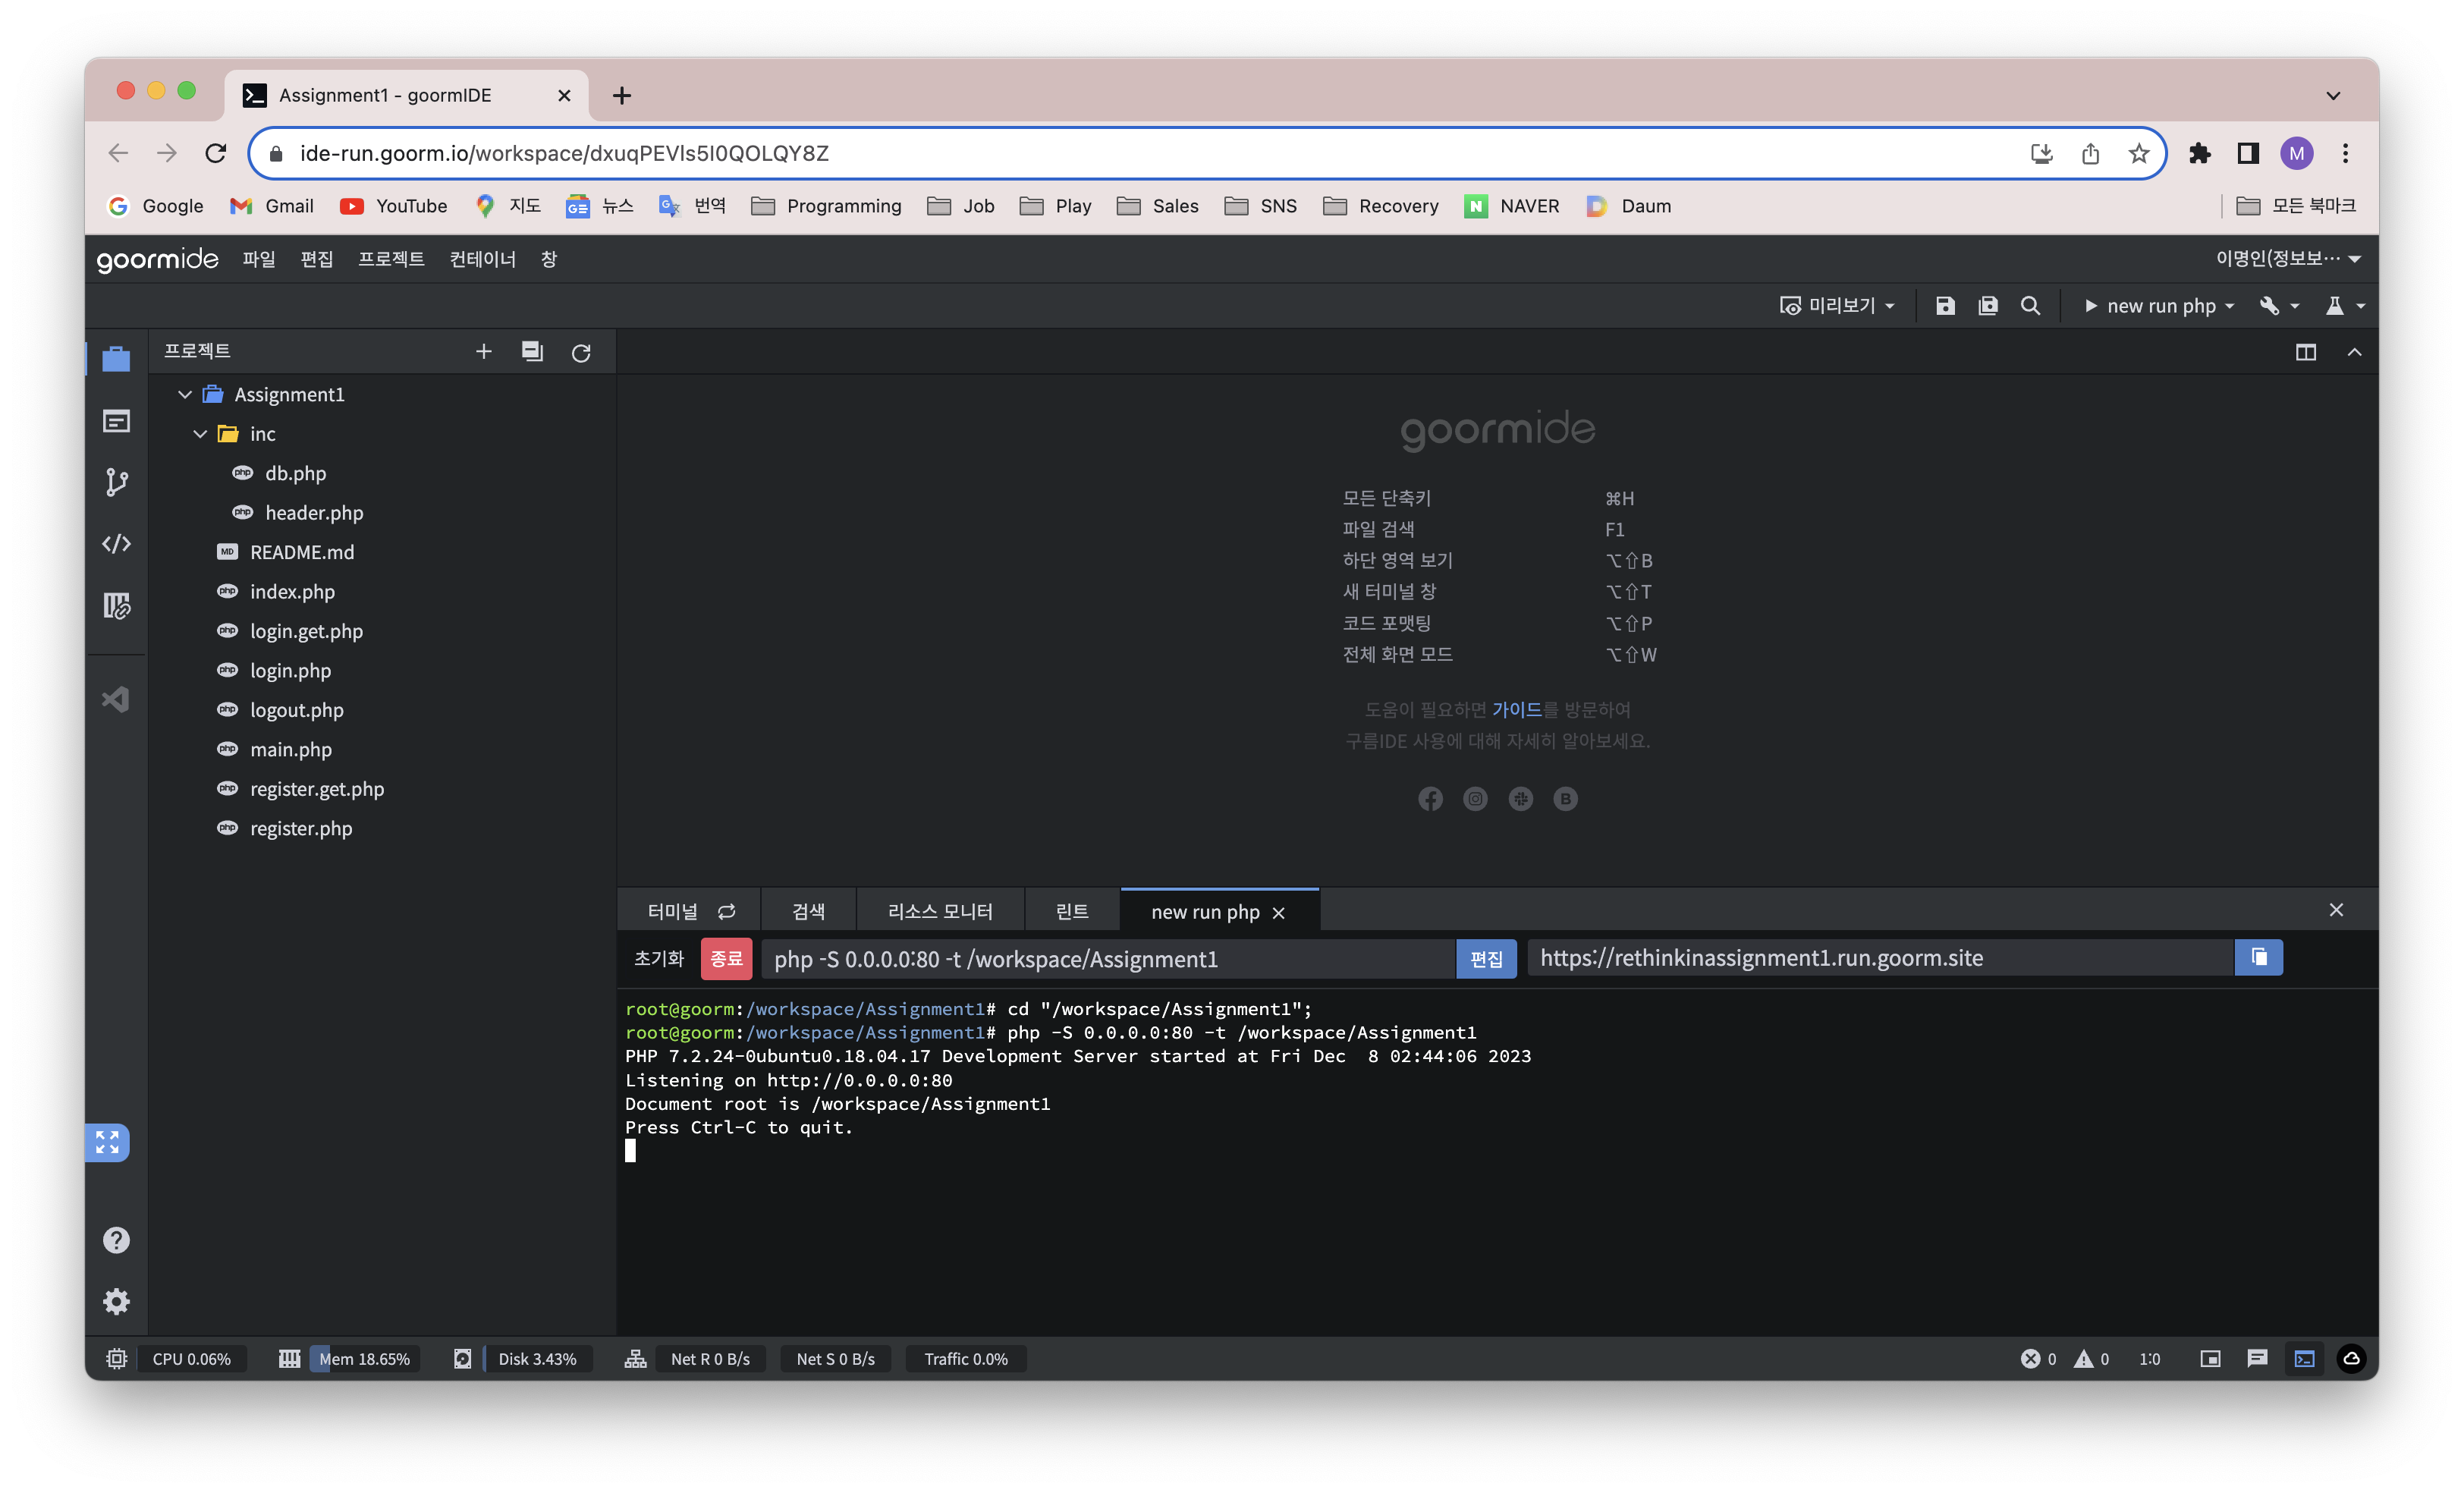 Assignment1 - goormIDE
ide-run.goorm.io/workspace/dxuqPEVls5I0QOLQY8Z
M
Google Gmail YouTube 지도 뉴스 번역 Programming Job Play Sales SNS Recovery NAVER Daum 모든 북마크
goormide 파일 편집 프로젝트 컨테이너 창 이명인(정보보…
미리보기 new run php
프로젝트
Assignment1
inc
php db.php
php header.php
MD README.md
php index.php
php login.get.php
php login.php
php logout.php
php main.php
php register.get.php
php register.php
goormide
모든 단축키 ⌘H
파일 검색 F1
하단 영역 보기 ⌥⇧B
새 터미널 창 ⌥⇧T
코드 포맷팅 ⌥⇧P
전체 화면 모드 ⌥⇧W
도움이 필요하면 가이드를 방문하여
구름IDE 사용에 대해 자세히 알아보세요.
터미널 검색 리소스 모니터 린트 new run php
초기화 종료 php -S 0.0.0.0:80 -t /workspace/Assignment1 편집 https://rethinkinassignment1.run.goorm.site
root@goorm:/workspace/Assignment1# cd "/workspace/Assignment1";
root@goorm:/workspace/Assignment1# php -S 0.0.0.0:80 -t /workspace/Assignment1
PHP 7.2.24-0ubuntu0.18.04.17 Development Server started at Fri Dec  8 02:44:06 2023
Listening on http://0.0.0.0:80
Document root is /workspace/Assignment1
Press Ctrl-C to quit.
CPU 0.06% Mem 18.65% Disk 3.43% Net R 0 B/s Net S 0 B/s Traffic 0.0% 0 0 1:0